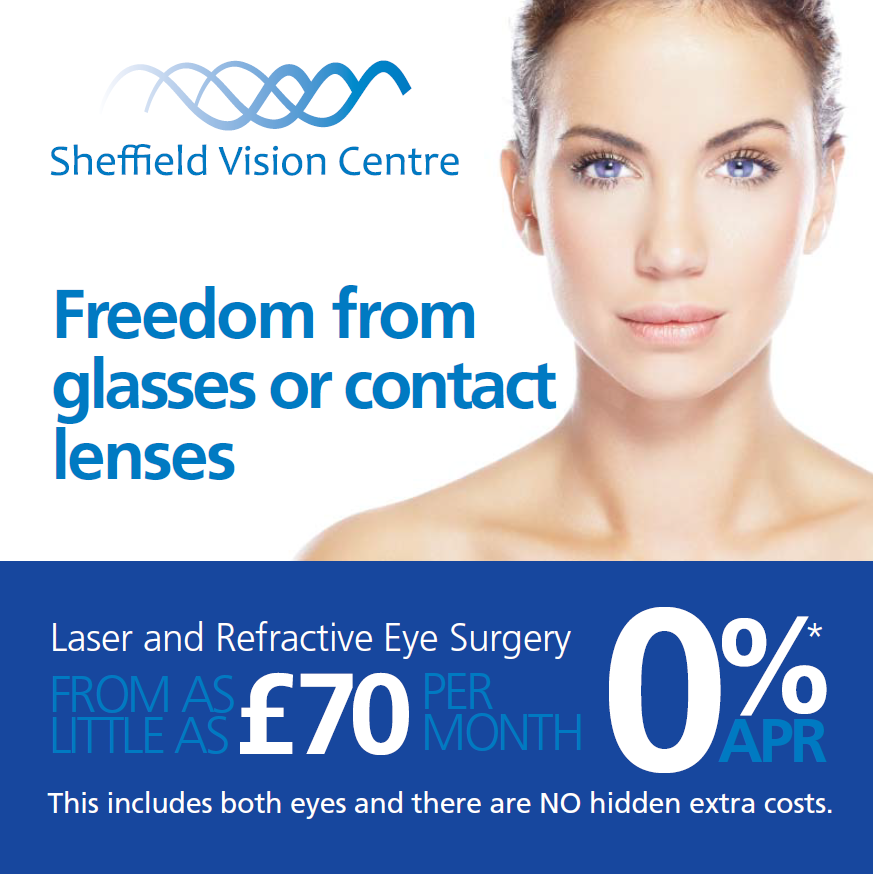 Sheffield Vision Centre
Freedom from
glasses or contact
lenses
Laser and Refractive Eye Surgery
FROM AS
LITTLE AS
£70
PER
MONTH
0%*
APR
This includes both eyes and there are NO hidden extra costs.